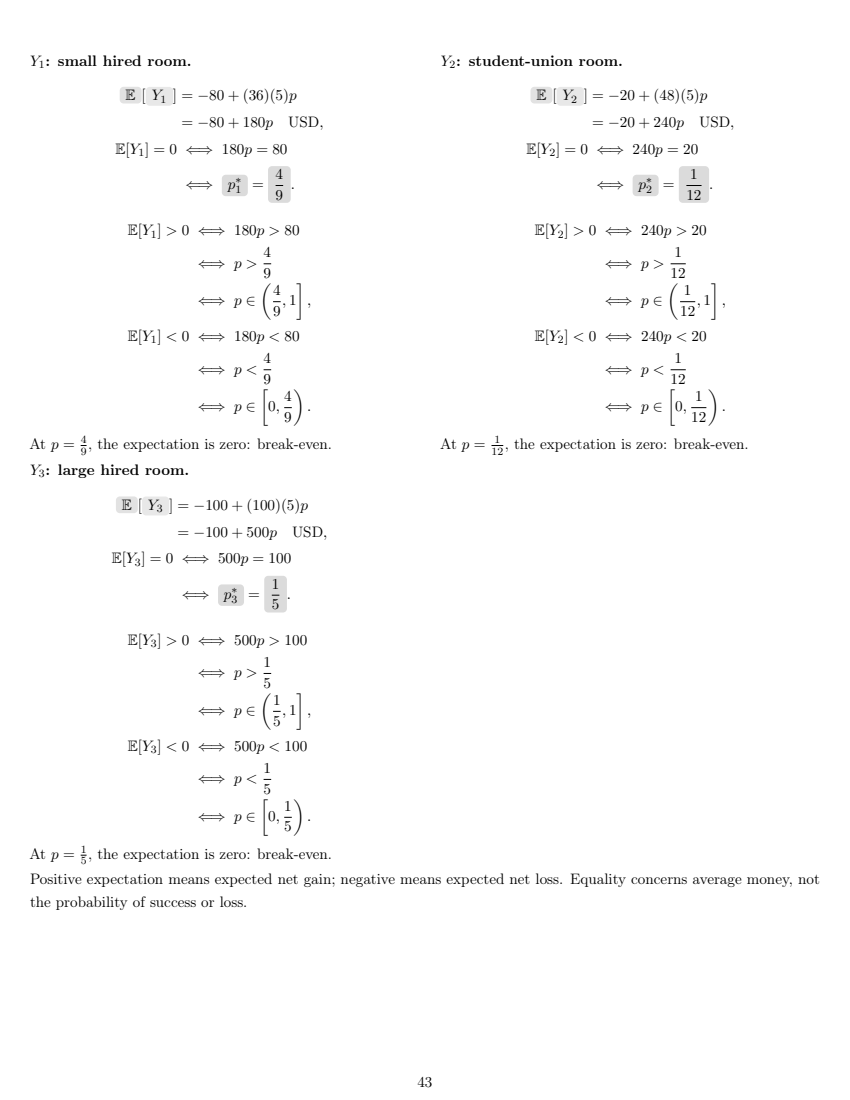 Y₁: small hired room.
𝔼 [ Y₁ ] = −80 + (36)(5)p
= −80 + 180p USD,
𝔼[Y₁] = 0 ⟺ 180p = 80
⟺ p₁* = 4/9.
𝔼[Y₁] > 0 ⟺ 180p > 80
⟺ p > 4/9
⟺ p ∈ (4/9, 1],
𝔼[Y₁] < 0 ⟺ 180p < 80
⟺ p < 4/9
⟺ p ∈ [0, 4/9).
At p = 4/9, the expectation is zero: break-even.
Y₂: student-union room.
𝔼 [ Y₂ ] = −20 + (48)(5)p
= −20 + 240p USD,
𝔼[Y₂] = 0 ⟺ 240p = 20
⟺ p₂* = 1/12.
𝔼[Y₂] > 0 ⟺ 240p > 20
⟺ p > 1/12
⟺ p ∈ (1/12, 1],
𝔼[Y₂] < 0 ⟺ 240p < 20
⟺ p < 1/12
⟺ p ∈ [0, 1/12).
At p = 1/12, the expectation is zero: break-even.
Y₃: large hired room.
𝔼 [ Y₃ ] = −100 + (100)(5)p
= −100 + 500p USD,
𝔼[Y₃] = 0 ⟺ 500p = 100
⟺ p₃* = 1/5.
𝔼[Y₃] > 0 ⟺ 500p > 100
⟺ p > 1/5
⟺ p ∈ (1/5, 1],
𝔼[Y₃] < 0 ⟺ 500p < 100
⟺ p < 1/5
⟺ p ∈ [0, 1/5).
At p = 1/5, the expectation is zero: break-even.
Positive expectation means expected net gain; negative means expected net loss. Equality concerns average money, not
the probability of success or loss.
43